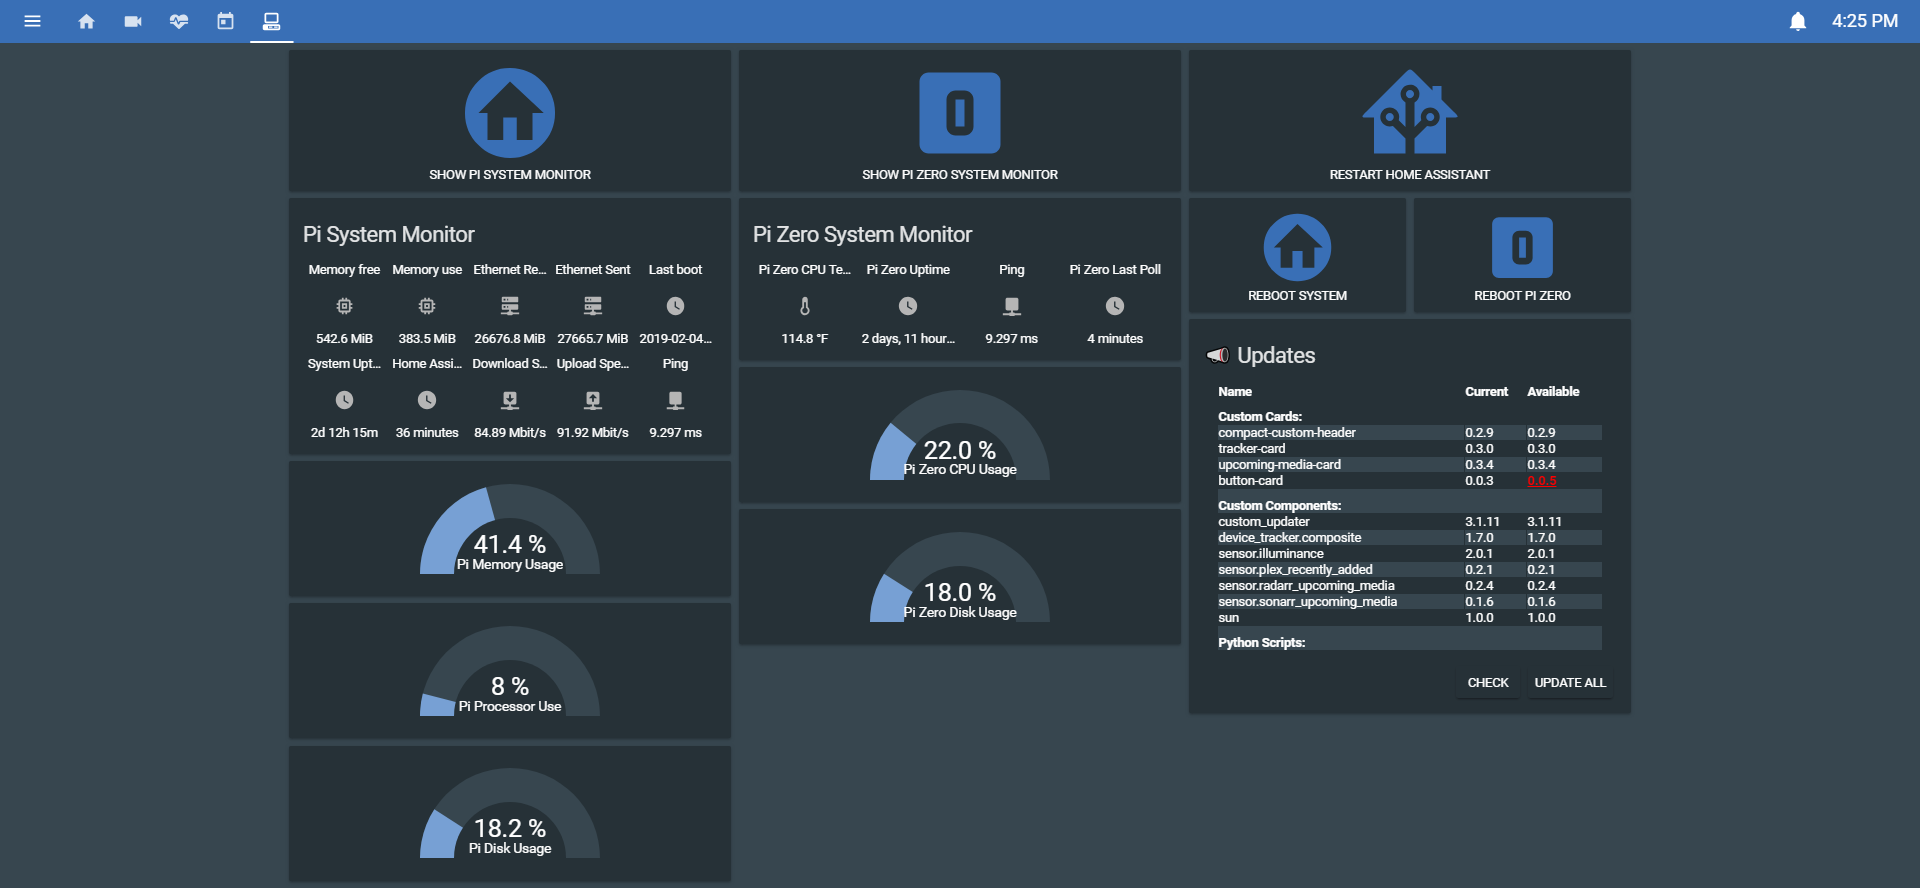 4:25 PM
SHOW PI SYSTEM MONITOR
SHOW PI ZERO SYSTEM MONITOR
RESTART HOME ASSISTANT
Pi System Monitor
Memory free Memory use Ethernet Re... Ethernet Sent Last boot
542.6 MiB 383.5 MiB 26676.8 MiB 27665.7 MiB 2019-02-04...
System Upt... Home Assi... Download S... Upload Spe... Ping
2d 12h 15m 36 minutes 84.89 Mbit/s 91.92 Mbit/s 9.297 ms
41.4 %
Pi Memory Usage
8 %
Pi Processor Use
18.2 %
Pi Disk Usage
0
Pi Zero System Monitor
Pi Zero CPU Te... Pi Zero Uptime Ping Pi Zero Last Poll
114.8 °F 2 days, 11 hour... 9.297 ms 4 minutes
22.0 %
Pi Zero CPU Usage
18.0 %
Pi Zero Disk Usage
REBOOT SYSTEM
0
REBOOT PI ZERO
Updates
Name Current Available
Custom Cards:
compact-custom-header 0.2.9 0.2.9
tracker-card 0.3.0 0.3.0
upcoming-media-card 0.3.4 0.3.4
button-card 0.0.3 0.0.5
Custom Components:
custom_updater 3.1.11 3.1.11
device_tracker.composite 1.7.0 1.7.0
sensor.illuminance 2.0.1 2.0.1
sensor.plex_recently_added 0.2.1 0.2.1
sensor.radarr_upcoming_media 0.2.4 0.2.4
sensor.sonarr_upcoming_media 0.1.6 0.1.6
sun 1.0.0 1.0.0
Python Scripts:
CHECK UPDATE ALL